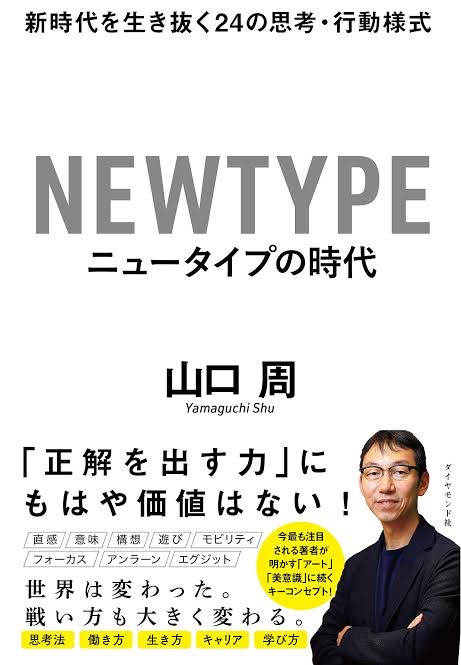 新時代を生き抜く24の思考・行動様式
NEWTYPE
ニュータイプの時代
山口 周
Yamaguchi Shu
「正解を出す力」に
もはや価値はない！
ダイヤモンド社
直感 意味 構想 遊び モビリティ
フォーカス アンラーン エグジット
今最も注目
される著者が
明かす「アート」
「美意識」に続く
キーコンセプト！
世界は変わった。
戦い方も大きく変わる。
思考法 働き方 生き方 キャリア 学び方